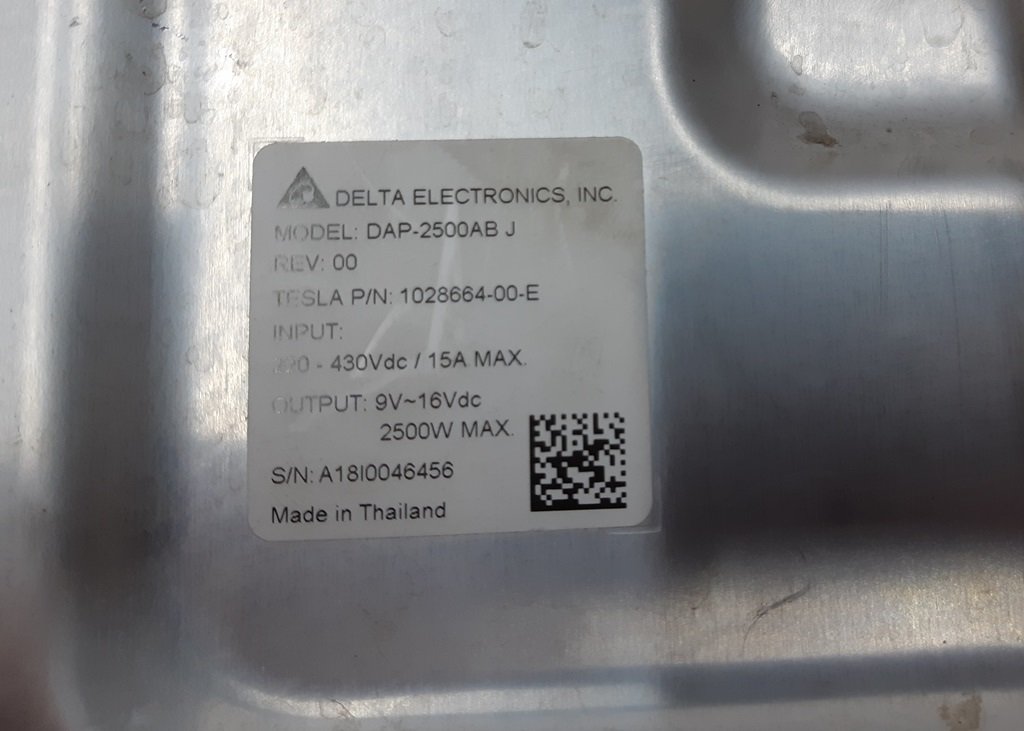 DELTA ELECTRONICS, INC.
MODEL: DAP-2500AB J
REV: 00
TESLA P/N: 1028664-00-E
INPUT:
- 430Vdc / 15A MAX.
OUTPUT: 9V~16Vdc
2500W MAX.
S/N: A18I0046456
Made in Thailand